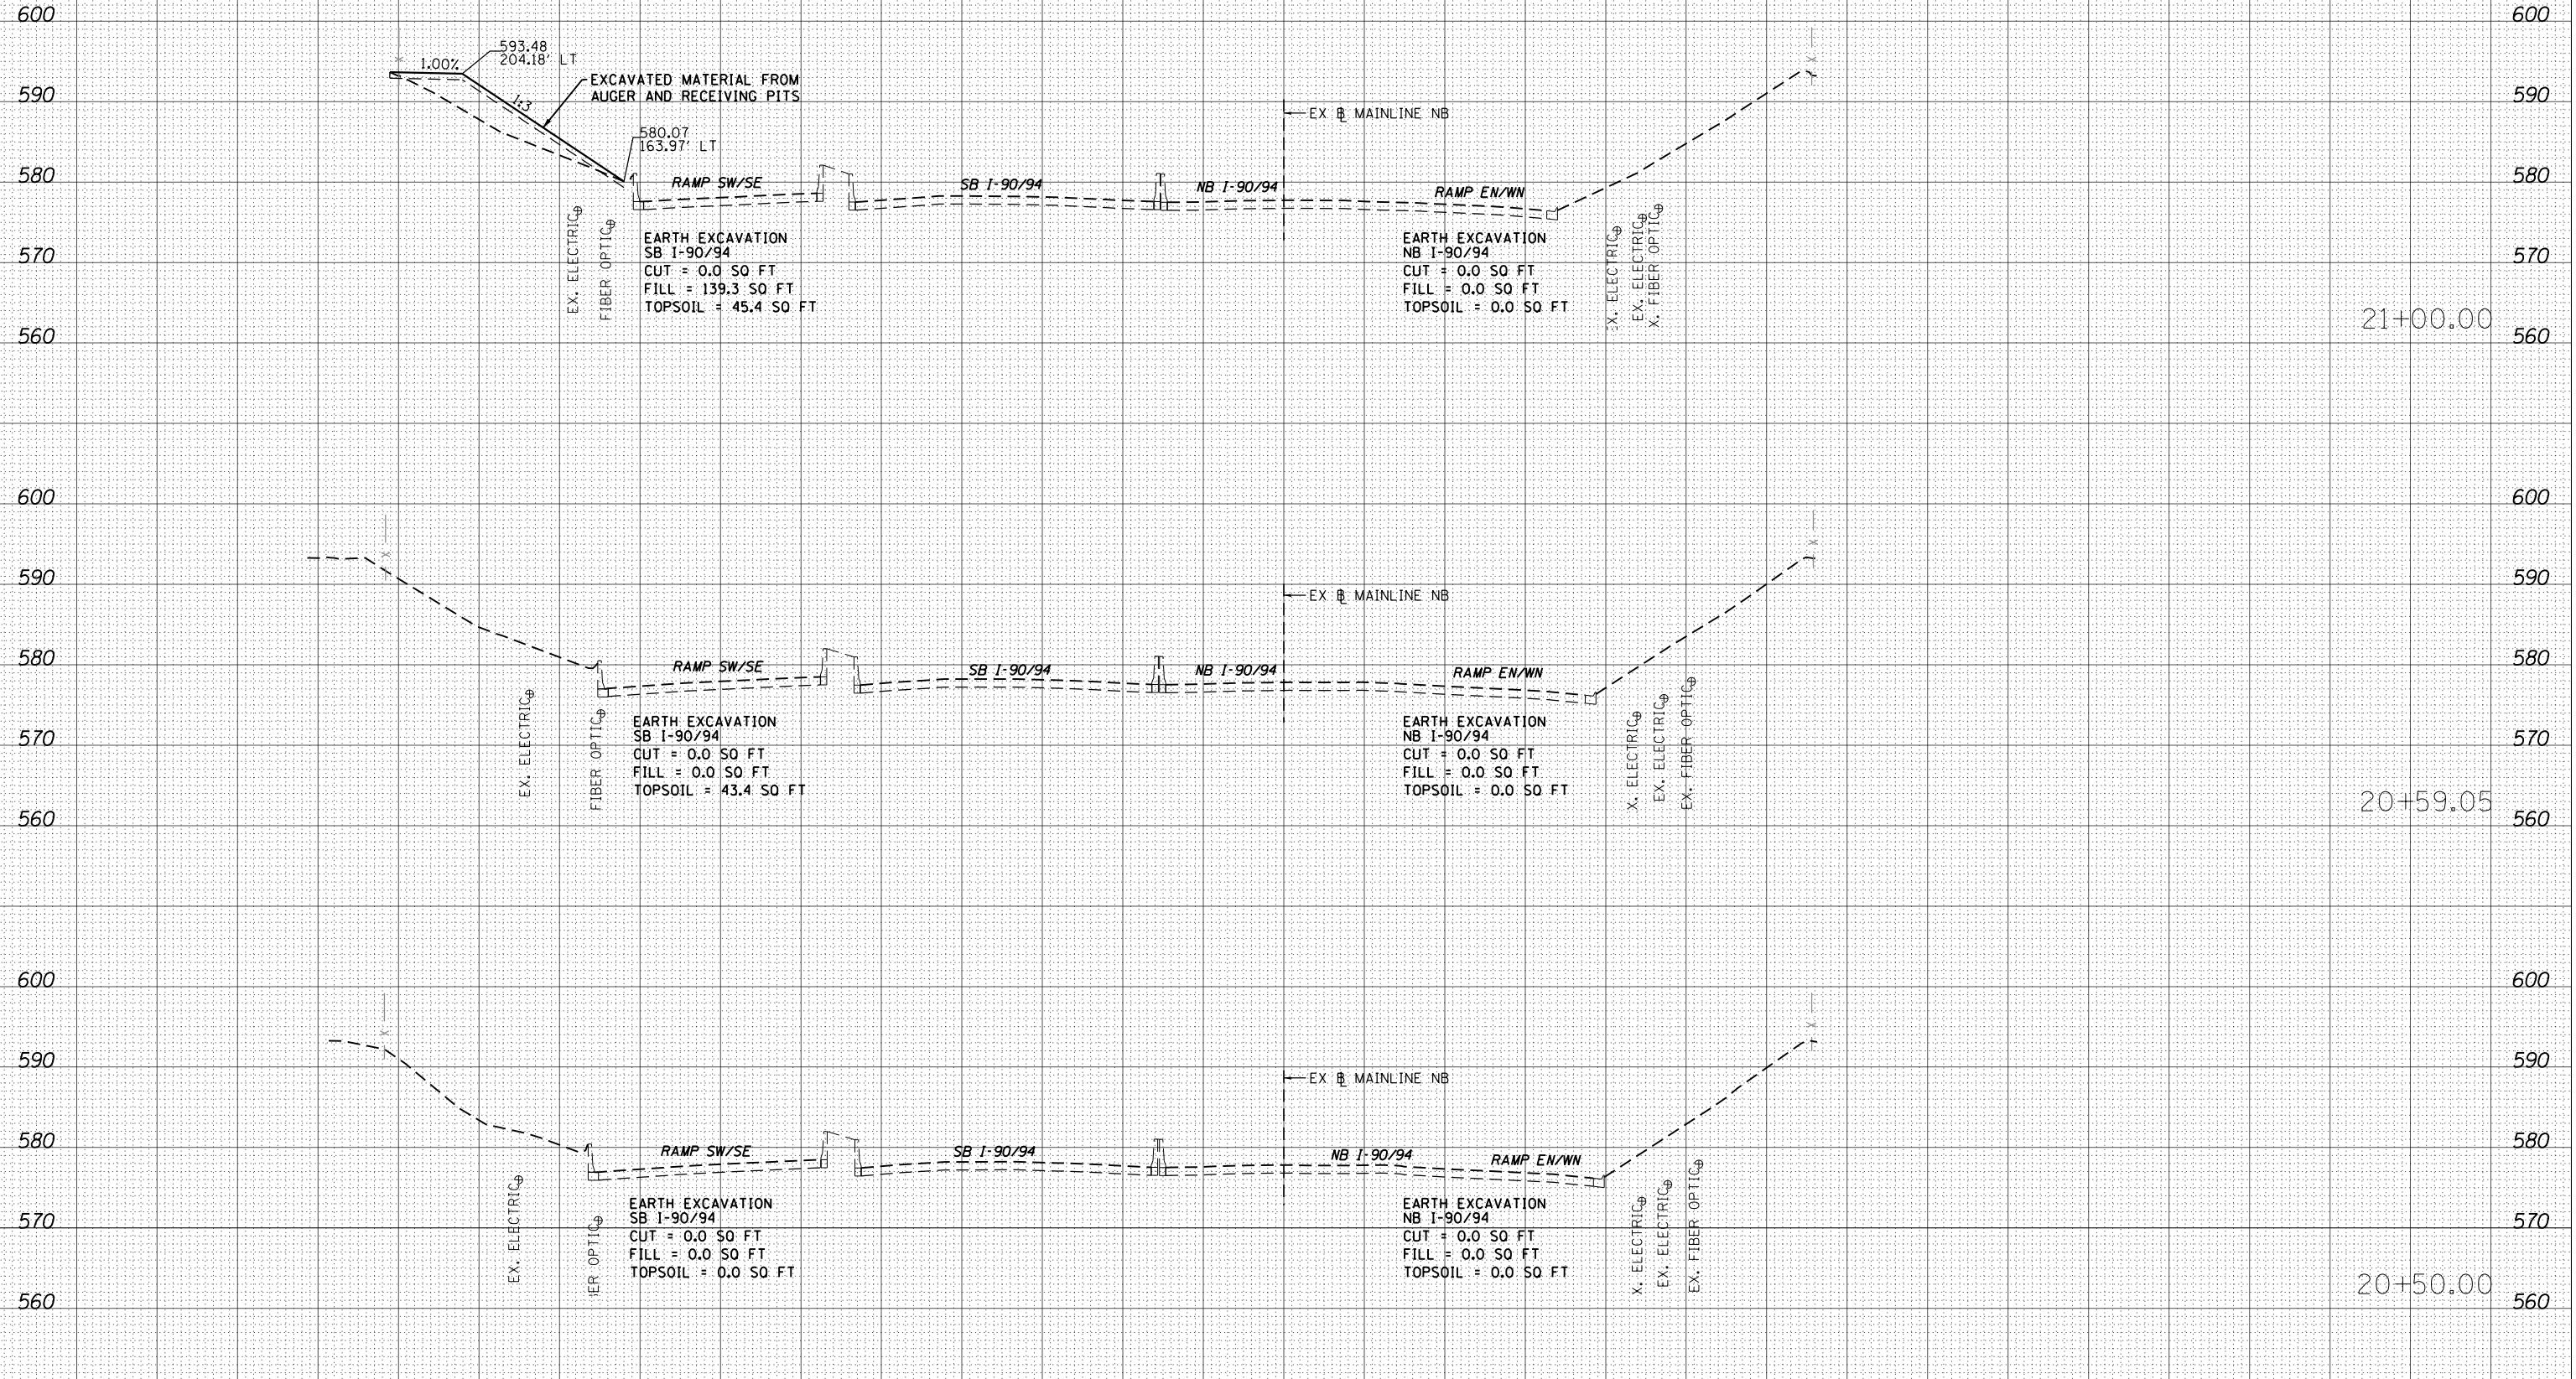 600 600
593.48
204.18' LT
1.00%
EXCAVATED MATERIAL FROM
AUGER AND RECEIVING PITS
1:3
590 590
EX ℄ MAINLINE NB
580.07
163.97' LT
580 580
RAMP SW/SE
SB I-90/94
NB I-90/94
RAMP EN/WN
EX. ELECTRIC
FIBER OPTIC
EARTH EXCAVATION
SB I-90/94
CUT = 0.0 SQ FT
FILL = 139.3 SQ FT
TOPSOIL = 45.4 SQ FT
EARTH EXCAVATION
NB I-90/94
CUT = 0.0 SQ FT
FILL = 0.0 SQ FT
TOPSOIL = 0.0 SQ FT
X. ELECTRIC
EX. ELECTRIC
X. FIBER OPTIC
570 570
21+00.00
560 560
600 600
590 590
EX ℄ MAINLINE NB
580 580
RAMP SW/SE
SB I-90/94
NB I-90/94
RAMP EN/WN
EX. ELECTRIC
FIBER OPTIC
EARTH EXCAVATION
SB I-90/94
CUT = 0.0 SQ FT
FILL = 0.0 SQ FT
TOPSOIL = 43.4 SQ FT
EARTH EXCAVATION
NB I-90/94
CUT = 0.0 SQ FT
FILL = 0.0 SQ FT
TOPSOIL = 0.0 SQ FT
X. ELECTRIC
EX. ELECTRIC
EX. FIBER OPTIC
570 570
20+59.05
560 560
600 600
590 590
EX ℄ MAINLINE NB
580 580
RAMP SW/SE
SB I-90/94
NB I-90/94
RAMP EN/WN
EX. ELECTRIC
BER OPTIC
EARTH EXCAVATION
SB I-90/94
CUT = 0.0 SQ FT
FILL = 0.0 SQ FT
TOPSOIL = 0.0 SQ FT
EARTH EXCAVATION
NB I-90/94
CUT = 0.0 SQ FT
FILL = 0.0 SQ FT
TOPSOIL = 0.0 SQ FT
X. ELECTRIC
EX. ELECTRIC
EX. FIBER OPTIC
570 570
20+50.00
560 560